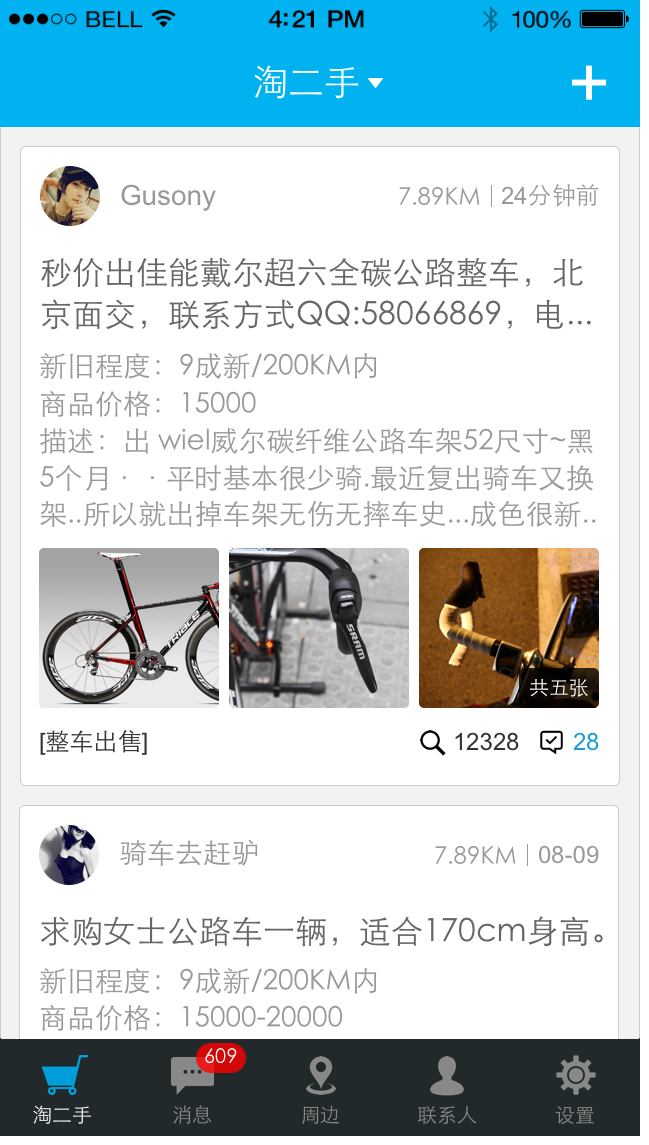 BELL 4:21 PM 100%
淘二手
Gusony 7.89KM | 24分钟前
秒价出佳能戴尔超六全碳公路整车，北
京面交，联系方式QQ:58066869，电...
新旧程度：9成新/200KM内
商品价格：15000
描述：出 wiel威尔碳纤维公路车架52尺寸~黑
5个月· · 平时基本很少骑.最近复出骑车又换
架..所以就出掉车架无伤无摔车史...成色很新..
ZIPP TRIACE ZIPP
SRAM
共五张
[整车出售] 12328 28
骑车去赶驴 7.89KM | 08-09
求购女士公路车一辆，适合170cm身高。
新旧程度：9成新/200KM内
商品价格：15000-20000
609
淘二手 消息 周边 联系人 设置